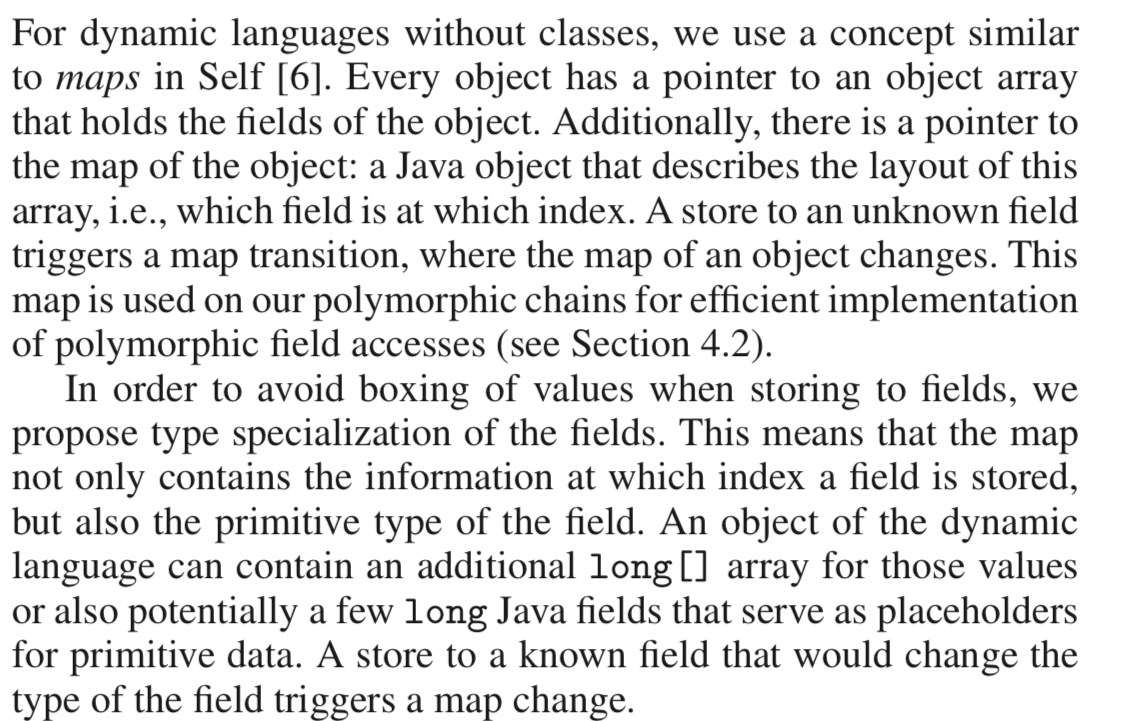 For dynamic languages without classes, we use a concept similar
to maps in Self [6]. Every object has a pointer to an object array
that holds the fields of the object. Additionally, there is a pointer to
the map of the object: a Java object that describes the layout of this
array, i.e., which field is at which index. A store to an unknown field
triggers a map transition, where the map of an object changes. This
map is used on our polymorphic chains for efficient implementation
of polymorphic field accesses (see Section 4.2).
In order to avoid boxing of values when storing to fields, we
propose type specialization of the fields. This means that the map
not only contains the information at which index a field is stored,
but also the primitive type of the field. An object of the dynamic
language can contain an additional long[] array for those values
or also potentially a few long Java fields that serve as placeholders
for primitive data. A store to a known field that would change the
type of the field triggers a map change.